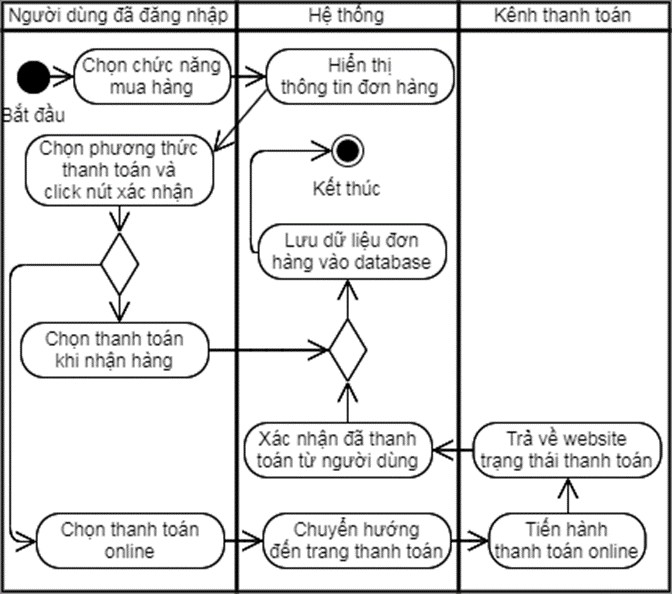 Người dùng đã đăng nhập
Hệ thống
Kênh thanh toán
Chọn chức năng
mua hàng
Hiển thị
thông tin đơn hàng
Bắt đầu
Chọn phương thức
thanh toán và
click nút xác nhận
Kết thúc
Lưu dữ liệu đơn
hàng vào database
Chọn thanh toán
khi nhận hàng
Xác nhận đã thanh
toán từ người dùng
Trả về website
trạng thái thanh toán
Chọn thanh toán
online
Chuyển hướng
đến trang thanh toán
Tiến hành
thanh toán online